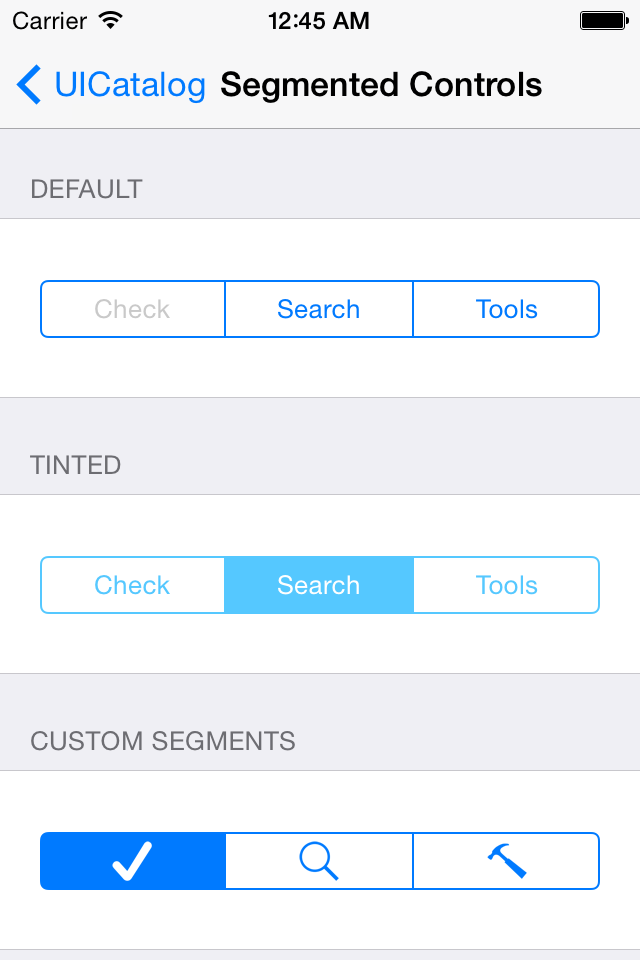 Carrier 12:45 AM
UICatalog Segmented Controls
DEFAULT
Check Search Tools
TINTED
Check Search Tools
CUSTOM SEGMENTS